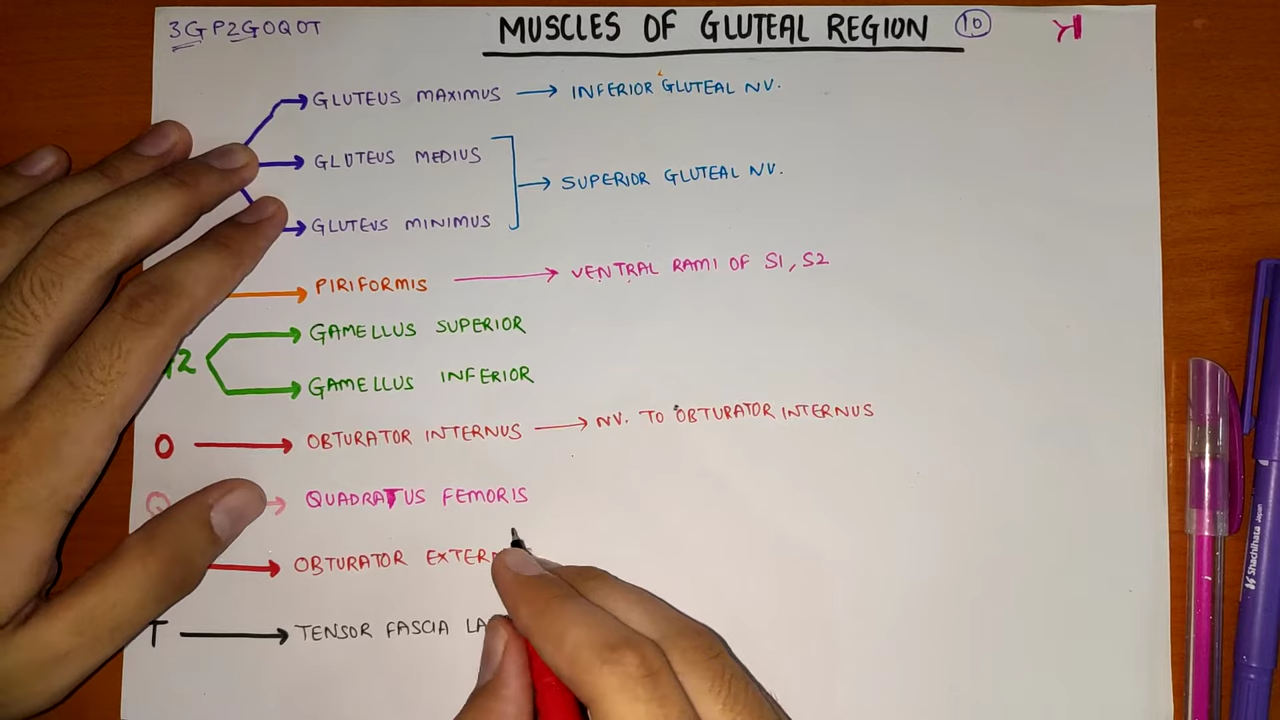 3GP2GOQOT
MUSCLES OF GLUTEAL REGION 10
GLUTEUS MAXIMUS → INFERIOR GLUTEAL NV.
GLUTEUS MEDIUS
SUPERIOR GLUTEAL NV.
GLUTEUS MINIMUS
PIRIFORMIS → VENTRAL RAMI OF S1, S2
GAMELLUS SUPERIOR
GAMELLUS INFERIOR
O → OBTURATOR INTERNUS → NV. TO OBTURATOR INTERNUS
QUADRATUS FEMORIS
OBTURATOR
T → TENSOR FASCIA
Shachihata Japan